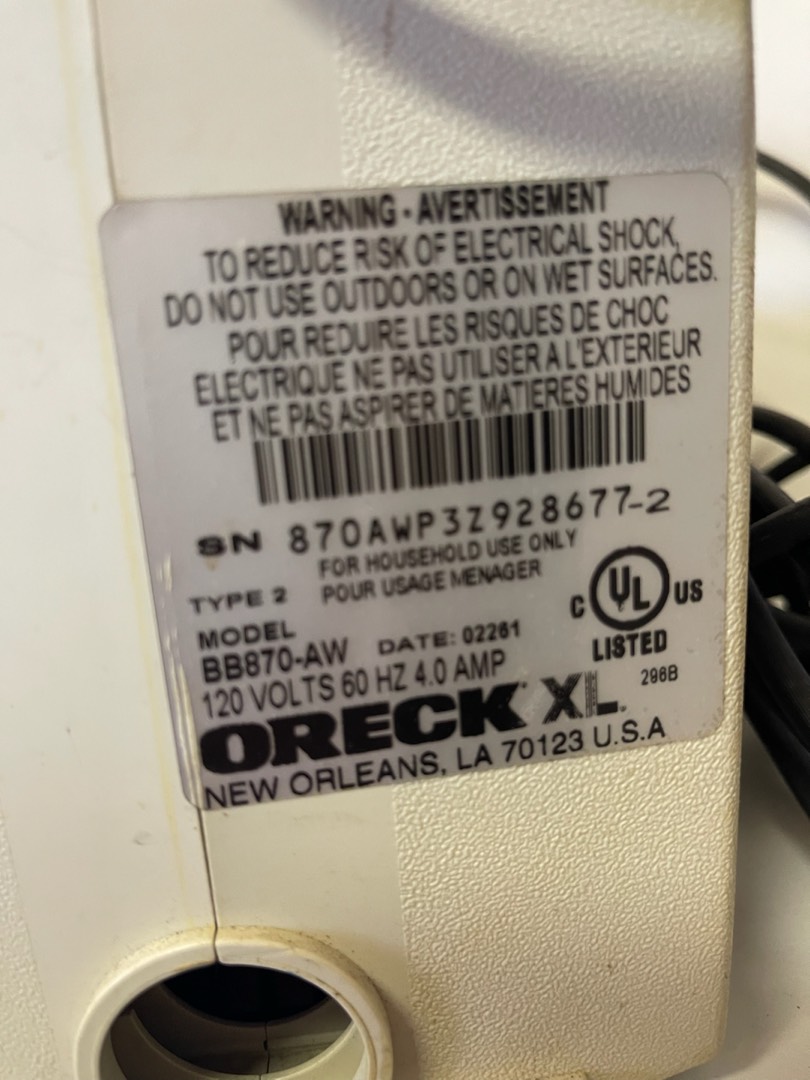 WARNING - AVERTISSEMENT
TO REDUCE RISK OF ELECTRICAL SHOCK,
DO NOT USE OUTDOORS OR ON WET SURFACES.
POUR REDUIRE LES RISQUES DE CHOC
ELECTRIQUE NE PAS UTILISER A L'EXTERIEUR
ET NE PAS ASPIRER DE MATIERES HUMIDES
SN 870AWP3Z928677-2
FOR HOUSEHOLD USE ONLY
TYPE 2 POUR USAGE MENAGER
C UL US
LISTED
MODEL
BB870-AW DATE: 02261
120 VOLTS 60 HZ 4.0 AMP
296B
ORECK XL
NEW ORLEANS, LA 70123 U.S.A